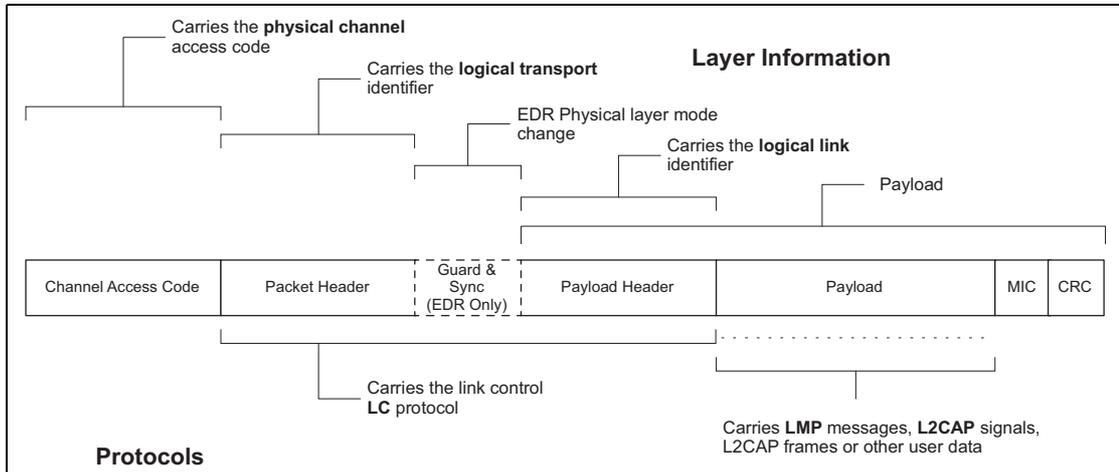 Carries the physical channel
access code
Layer Information
Carries the logical transport
identifier
EDR Physical layer mode
change
Carries the logical link
identifier
Payload
Channel Access Code
Packet Header
Guard &
Sync
(EDR Only)
Payload Header
Payload
MIC
CRC
Carries the link control
LC protocol
Carries LMP messages, L2CAP signals,
L2CAP frames or other user data
Protocols